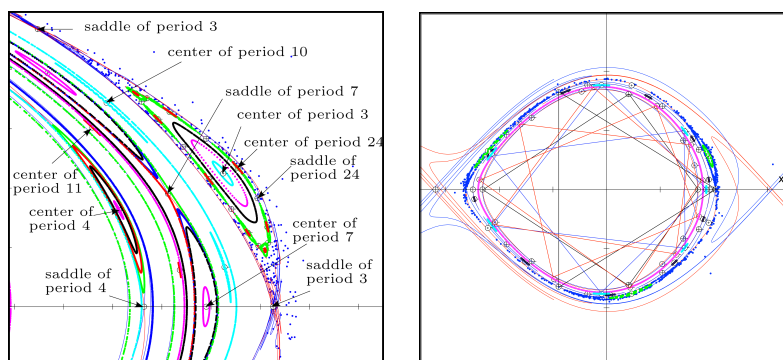 saddle of period 3
center of period 10
saddle of period 7
center of period 3
center of period 24
saddle of
period 24
center of
period 11
center of
period 4
center of
period 7
saddle of
period 4
saddle of
period 3
x